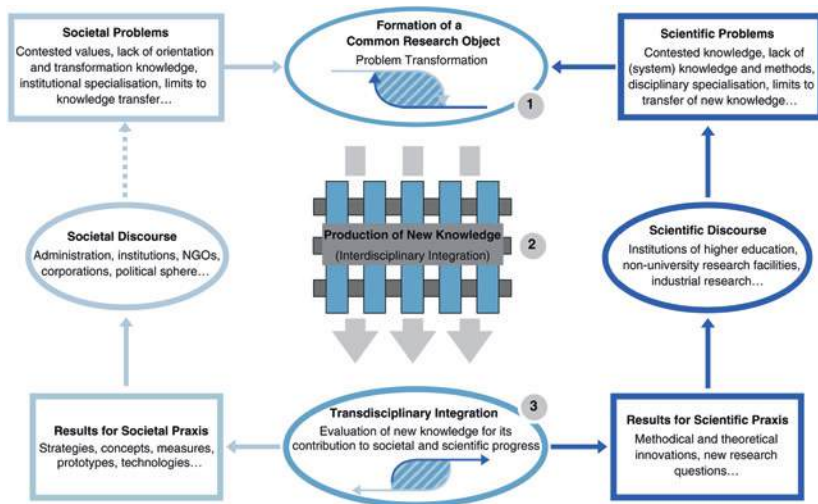 Societal Problems
Contested values, lack of orientation
and transformation knowledge,
institutional specialisation, limits to
knowledge transfer…
Formation of a
Common Research Object
Problem Transformation
1
Scientific Problems
Contested knowledge, lack of
(system) knowledge and methods,
disciplinary specialisation, limits to
transfer of new knowledge…
Societal Discourse
Administration, institutions, NGOs,
corporations, political sphere…
Production of New Knowledge
(Interdisciplinary Integration)
2
Scientific Discourse
Institutions of higher education,
non-university research facilities,
industrial research…
Results for Societal Praxis
Strategies, concepts, measures,
prototypes, technologies…
Transdisciplinary Integration
3
Evaluation of new knowledge for its
contribution to societal and scientific progress
Results for Scientific Praxis
Methodical and theoretical
innovations, new research
questions…